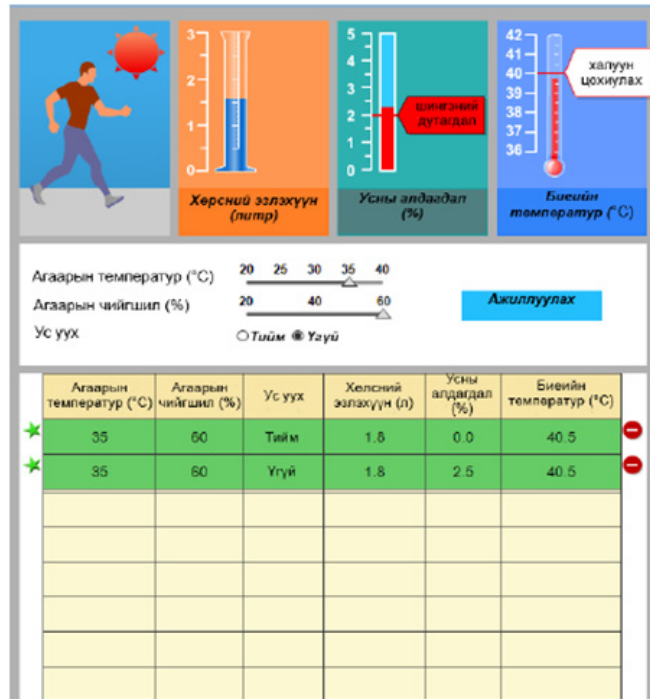 3
2
1
0
Хөрсний эзлэхүүн
(литр)
5
4
3
2
1
0
шингэний
дутагдал
Усны алдагдал
(%)
42
41
40
39
38
37
36
халуун
цохиулах
Биеийн
температур (°C)
Агаарын температур (°C)
20 25 30 35 40
Агаарын чийгшил (%)
20 40 60
Ус уух
Тийм Үгүй
Ажиллуулах
Агаарын
температур (°C)
Агаарын
чийгшил (%)
Ус уух
Хөлсний
эзлэхүүн (л)
Усны
алдагдал
(%)
Биеийн
температур (°C)
35 60 Тийм 1.8 0.0 40.5
35 60 Үгүй 1.8 2.5 40.5